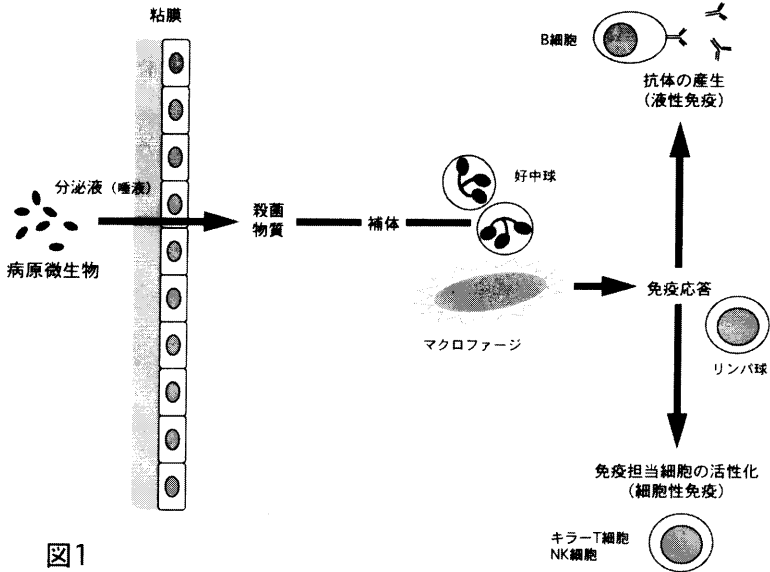 粘膜
分泌液（唾液）
病原微生物
殺菌
物質
補体
好中球
マクロファージ
免疫応答
リンパ球
B細胞
抗体の産生
（液性免疫）
免疫担当細胞の活性化
（細胞性免疫）
キラーT細胞
NK細胞
図1